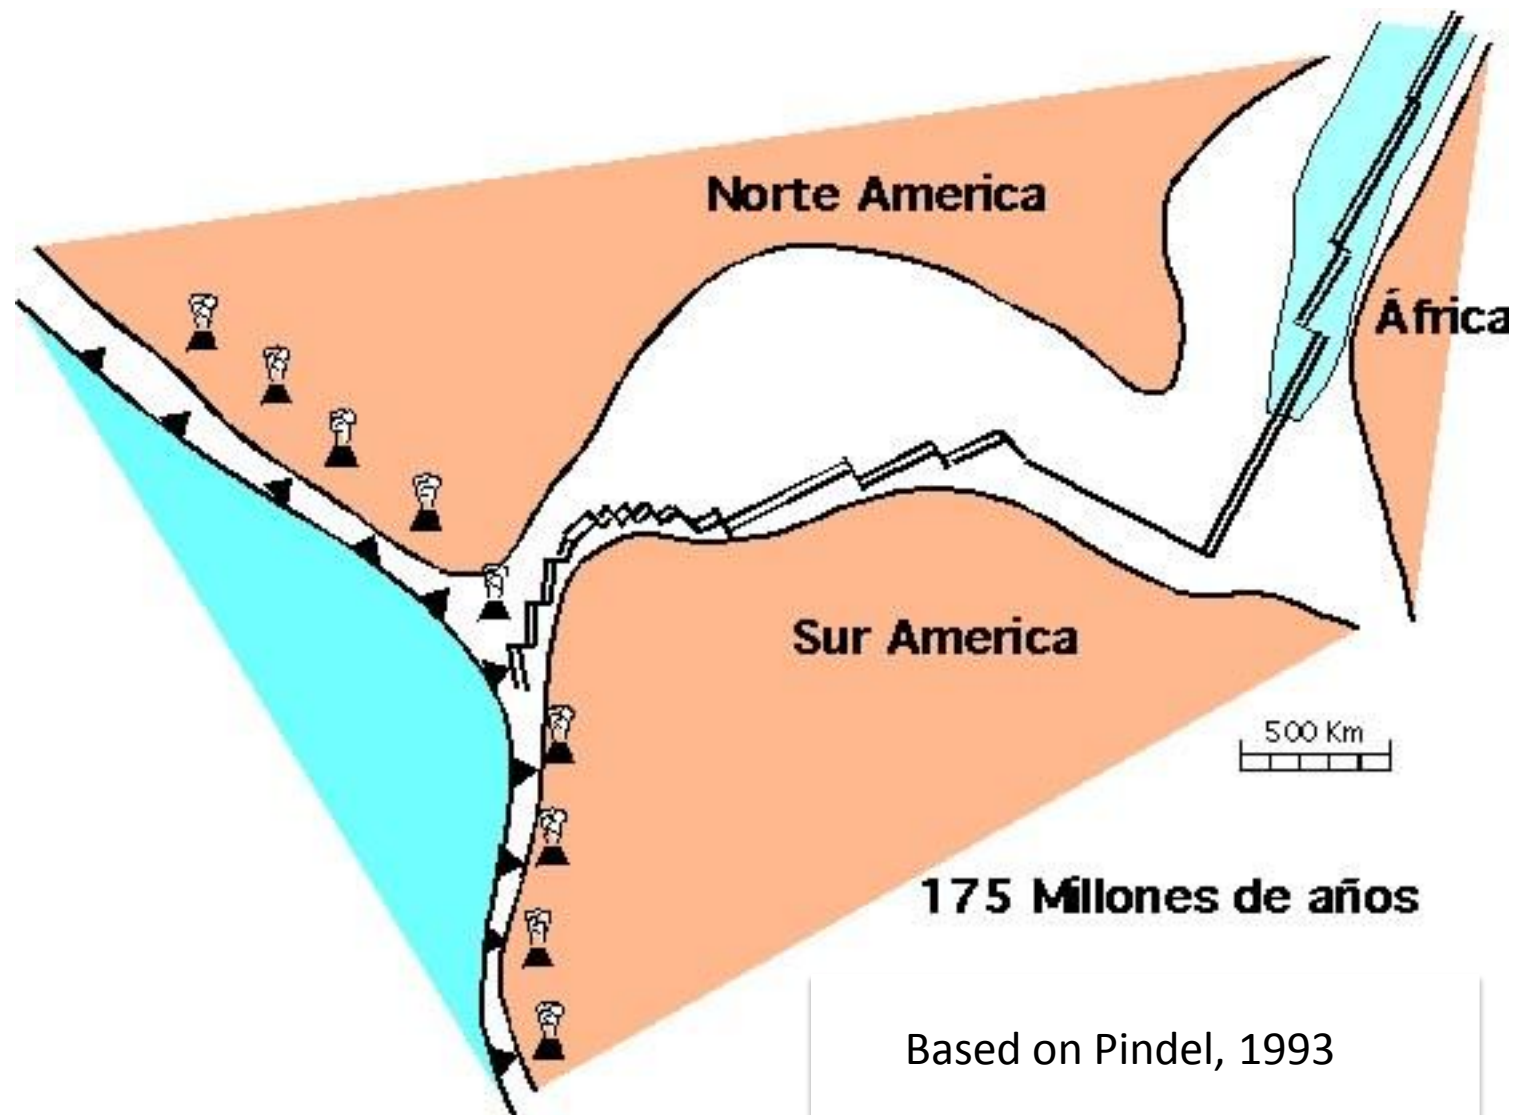 Norte America
África
Sur America
500 Km
175 Millones de años
Based on Pindel, 1993